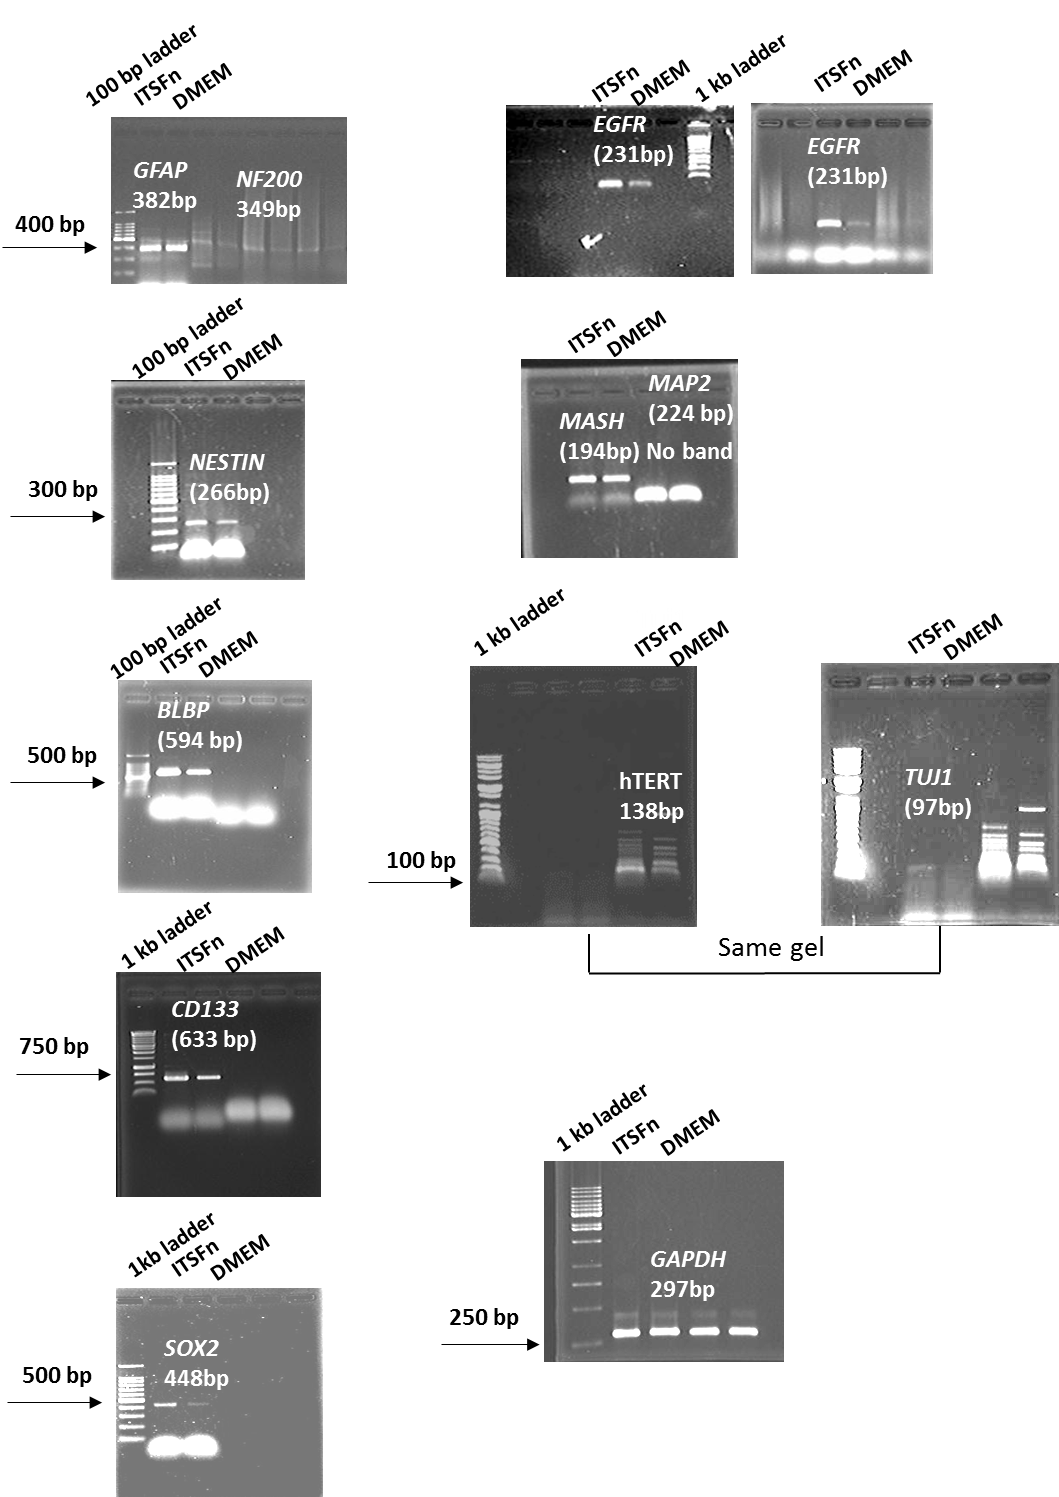 100 bp ladder
ITSFn
DMEM
GFAP
382bp
NF200
349bp
400 bp
ITSFn
DMEM
1 kb ladder
EGFR
(231bp)
ITSFn
DMEM
EGFR
(231bp)
100 bp ladder
ITSFn
DMEM
NESTIN
(266bp)
300 bp
ITSFn
DMEM
MASH
(194bp)
MAP2
(224 bp)
No band
100 bp ladder
ITSFn
DMEM
BLBP
(594 bp)
500 bp
1 kb ladder
ITSFn
DMEM
hTERT
138bp
100 bp
ITSFn
DMEM
TUJ1
(97bp)
Same gel
1 kb ladder
ITSFn
DMEM
CD133
(633 bp)
750 bp
1kb ladder
ITSFn
DMEM
SOX2
448bp
500 bp
1 kb ladder
ITSFn
DMEM
GAPDH
297bp
250 bp